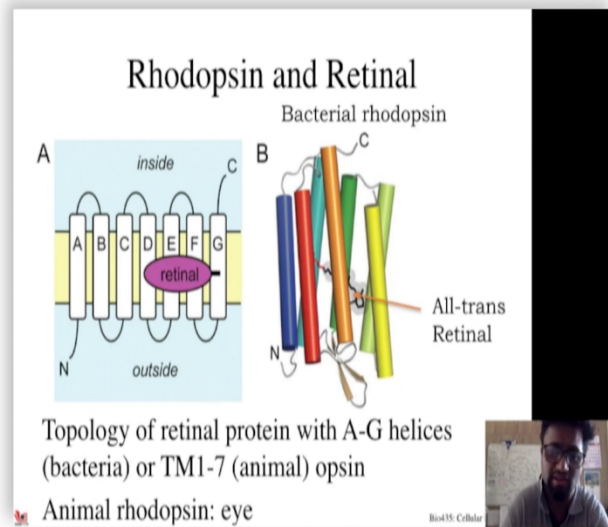 Rhodopsin and Retinal
Bacterial rhodopsin
A
inside
C
A B C D E F G
retinal
N
outside
B
C
All-trans
Retinal
N
Topology of retinal protein with A-G helices
(bacteria) or TM1-7 (animal) opsin
Animal rhodopsin: eye
Bio435: Cellular